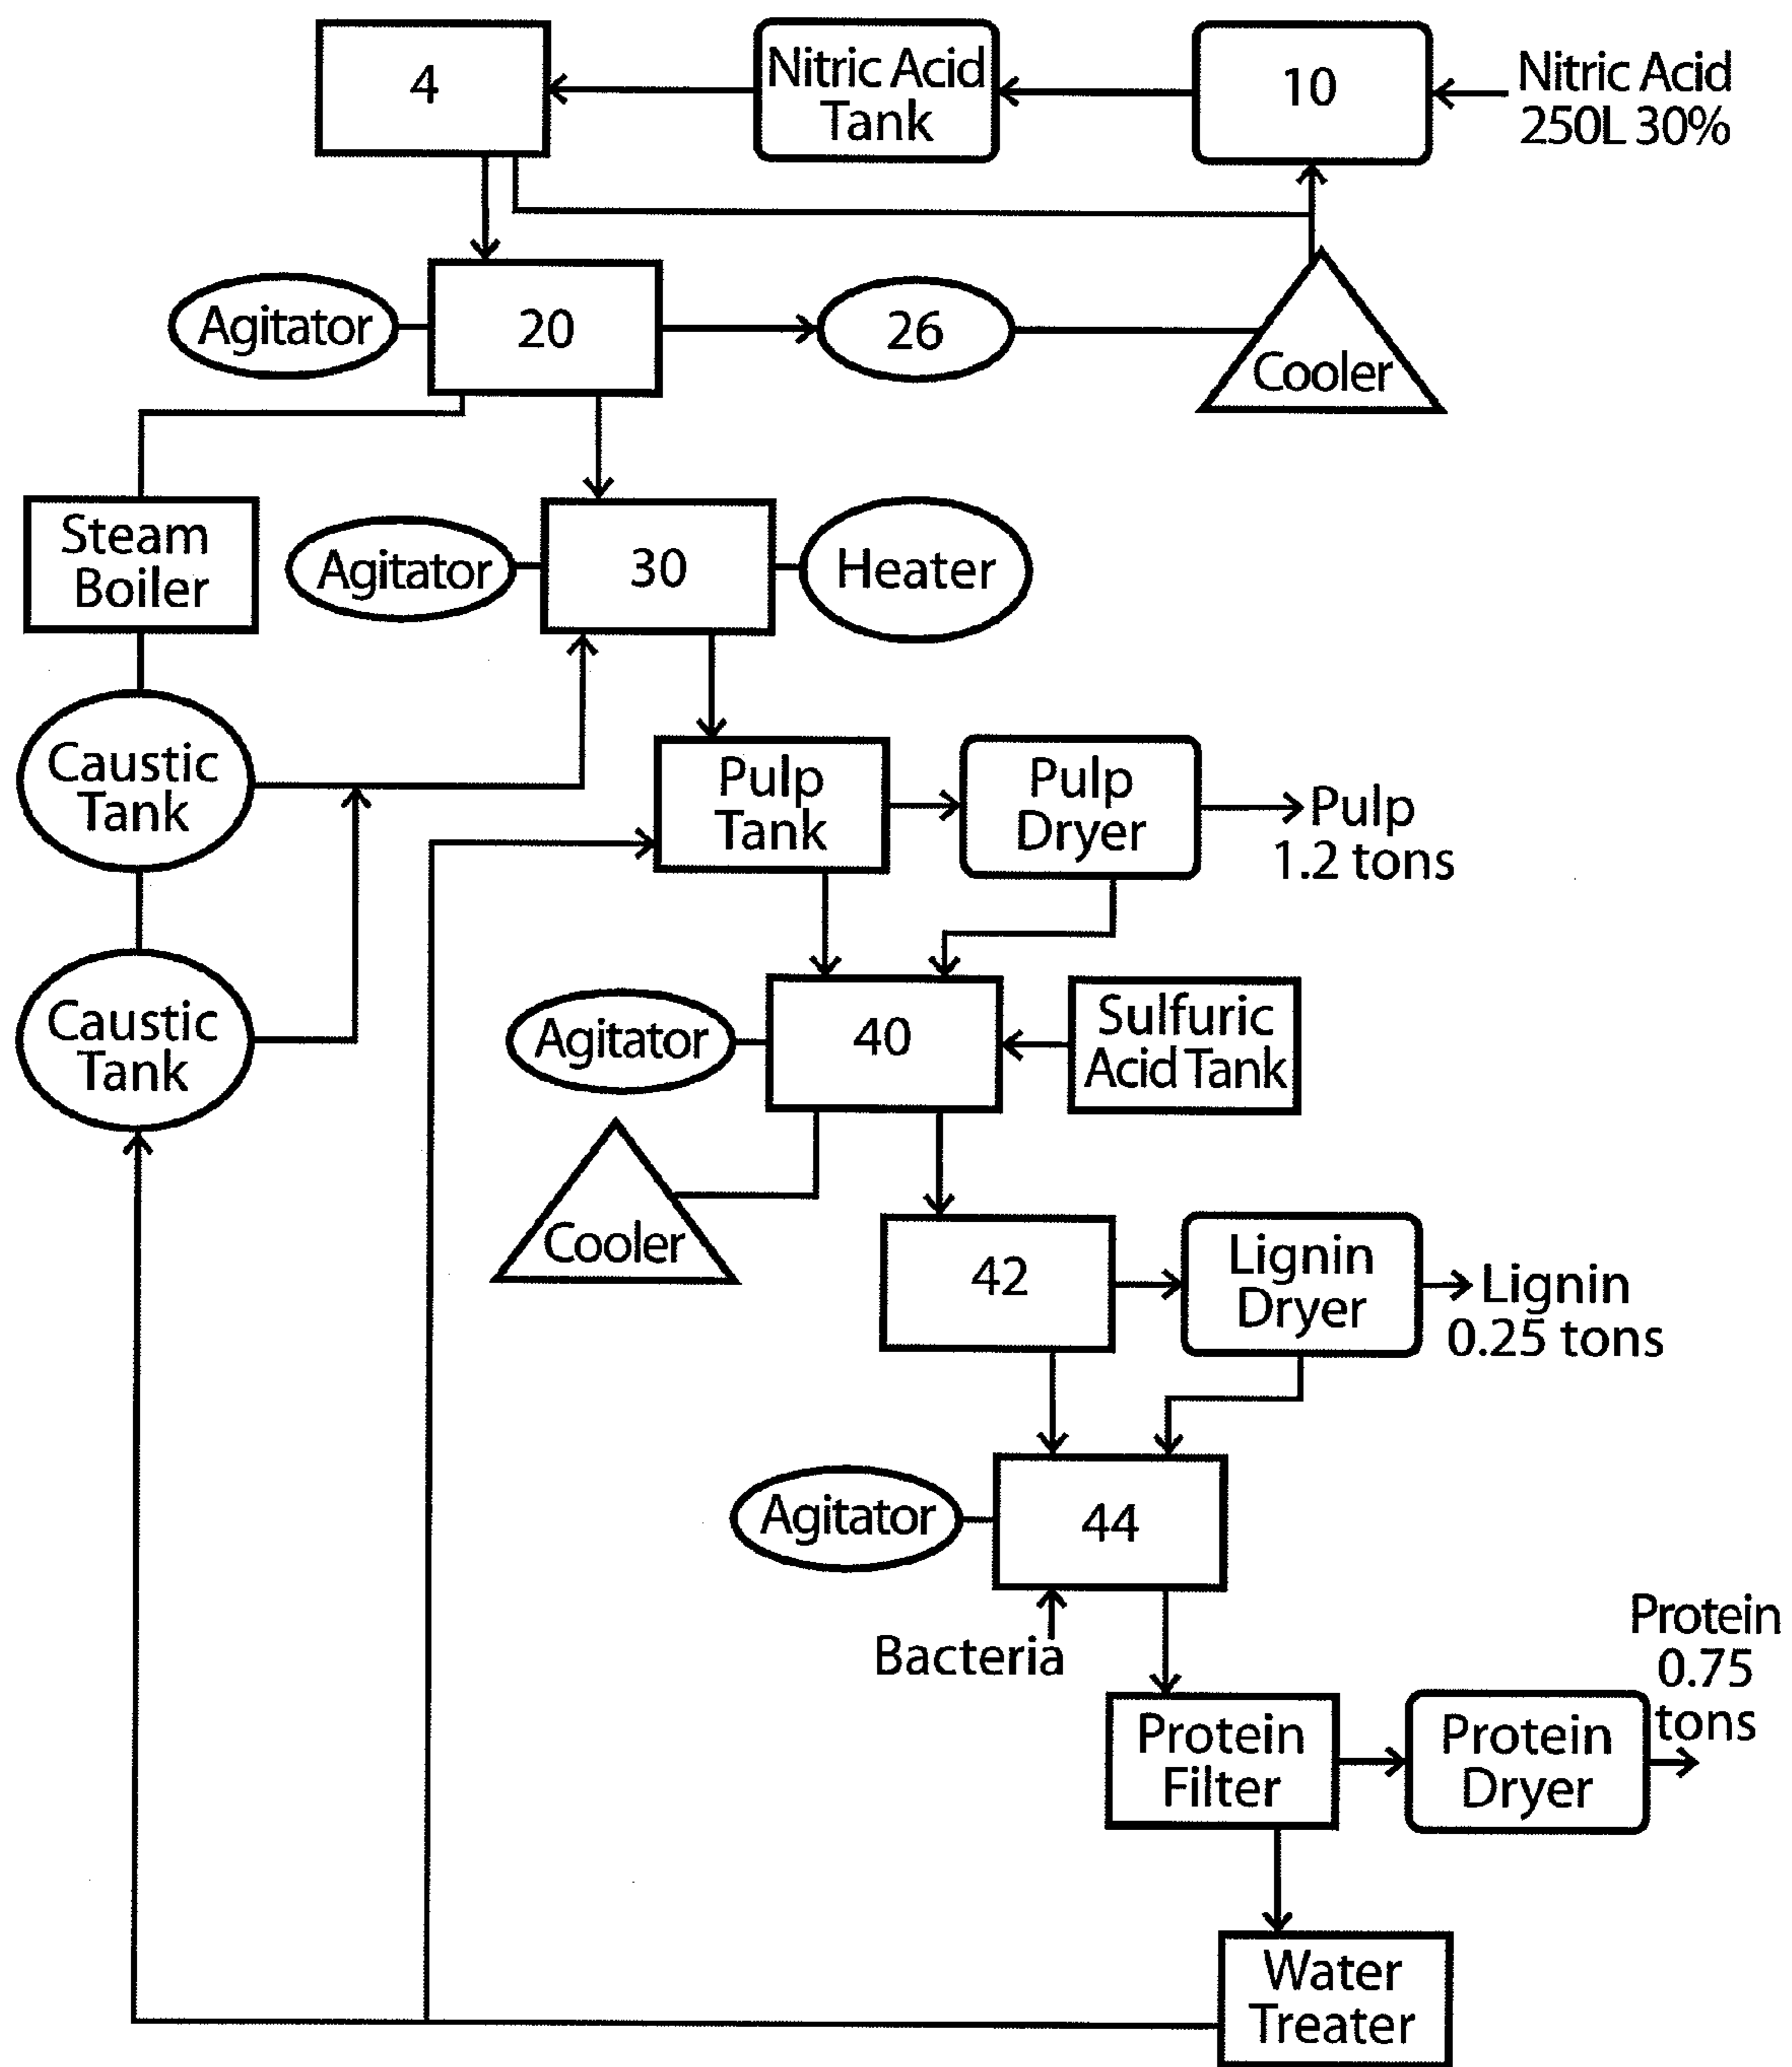 4
Nitric Acid
Tank
10
Nitric Acid
250L 30%
Agitator
20
26
Cooler
Steam
Boiler
Agitator
30
Heater
Caustic
Tank
Pulp
Tank
Pulp
Dryer
Pulp
1.2 tons
Caustic
Tank
Agitator
40
Sulfuric
Acid Tank
Cooler
42
Lignin
Dryer
Lignin
0.25 tons
Agitator
44
Bacteria
Protein
Filter
Protein
Dryer
Protein
0.75
tons
Water
Treater